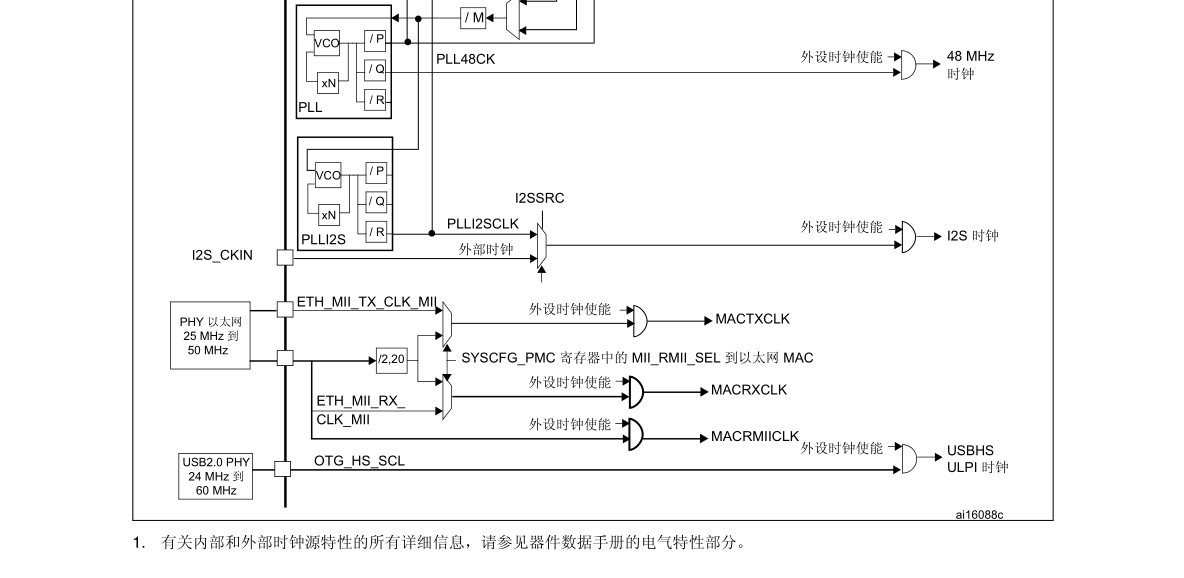 / M
VCO
/ P
xN
/ Q
/ R
PLL
PLL48CK
外设时钟使能
48 MHz
时钟
VCO
/ P
xN
/ Q
/ R
PLLI2S
I2SSRC
PLLI2SCLK
外设时钟使能
I2S 时钟
I2S_CKIN
外部时钟
PHY 以太网
25 MHz 到
50 MHz
ETH_MII_TX_CLK_MII
外设时钟使能
MACTXCLK
/2,20
SYSCFG_PMC 寄存器中的 MII_RMII_SEL 到以太网 MAC
外设时钟使能
MACRXCLK
ETH_MII_RX_
CLK_MII
外设时钟使能
MACRMIICLK
外设时钟使能
USBHS
ULPI 时钟
USB2.0 PHY
24 MHz 到
60 MHz
OTG_HS_SCL
ai16088c
1. 有关内部和外部时钟源特性的所有详细信息，请参见器件数据手册的电气特性部分。